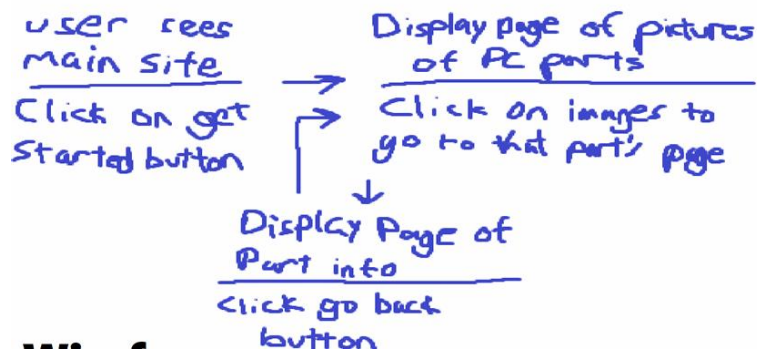 user sees
main site
Click on get
Started button
Display page of pictures
of PC parts
Click on images to
go to that part's page
Display Page of
Part info
Click go back
button